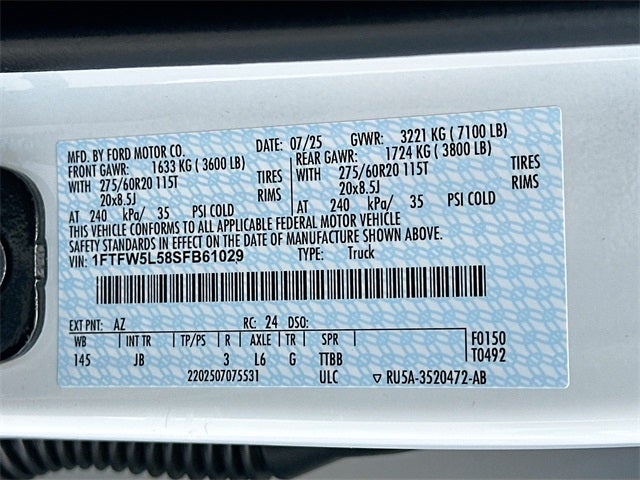 MFD. BY FORD MOTOR CO. DATE: 07/25 GVWR: 3221 KG ( 7100 LB)
FRONT GAWR: 1633 KG ( 3600 LB) REAR GAWR: 1724 KG ( 3800 LB)
WITH 275/60R20 115T TIRES WITH 275/60R20 115T TIRES
20x8.5J RIMS 20x8.5J RIMS
AT 240 kPa/ 35 PSI COLD AT 240 kPa/ 35 PSI COLD
THIS VEHICLE CONFORMS TO ALL APPLICABLE FEDERAL MOTOR VEHICLE
SAFETY STANDARDS IN EFFECT ON THE DATE OF MANUFACTURE SHOWN ABOVE.
VIN: 1FTFW5L58SFB61029 TYPE: Truck
EXT PNT: AZ RC: 24 DSO: F0150
WB INT TR TP/PS R AXLE TR SPR T0492
145 JB 3 L6 G TTBB
2202507075531 ULC ▽ RU5A-3520472-AB